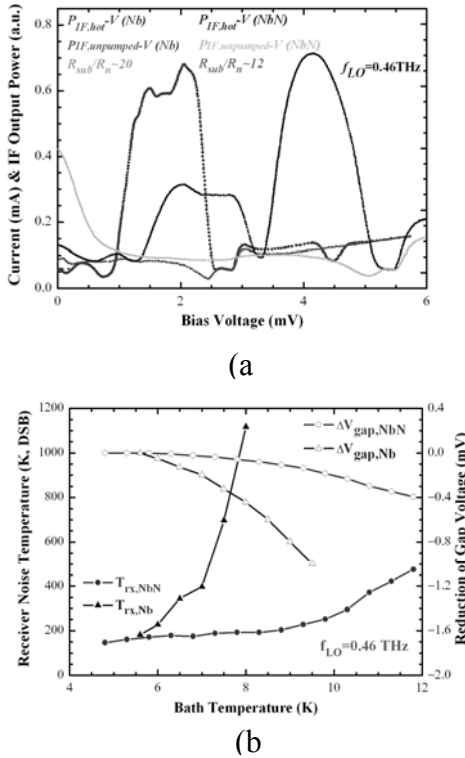 P_IF,hot-V (Nb) P_IF,hot-V (NbN)
P_IF,unpumped-V (Nb) P_IF,unpumped-V (NbN)
R_sub/R_n~20 R_sub/R_n~12 f_LO=0.46THz
Current (mA) & IF Output Power (a.u.)
0.8
0.6
0.4
0.2
0.0
0 2 4 6
Bias Voltage (mV)
(a
Receiver Noise Temperature (K, DSB)
1200
1000
800
600
400
200
0
ΔV_gap,NbN
ΔV_gap,Nb
T_rx,NbN
T_rx,Nb
f_LO=0.46 THz
0.4
0.0
-0.4
-0.8
-1.2
-1.6
-2.0
Reduction of Gap Voltage (mV)
4 6 8 10 12
Bath Temperature (K)
(b